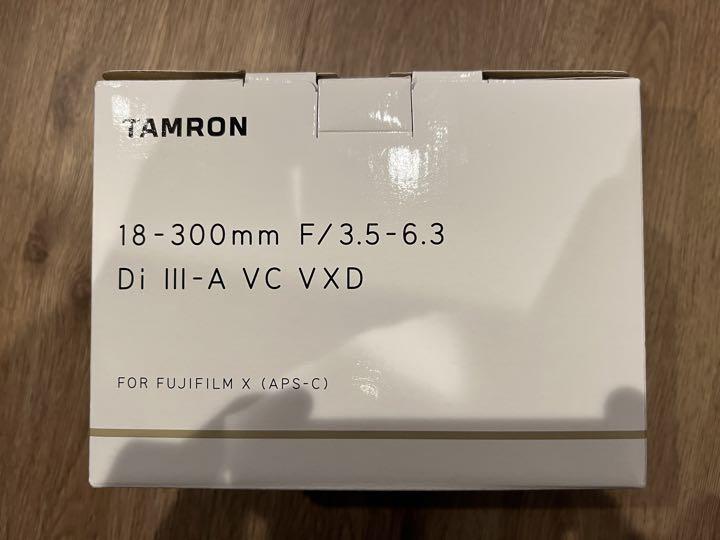 TAMRON
18-300mm F/3.5-6.3
Di III-A VC VXD
FOR FUJIFILM X (APS-C)